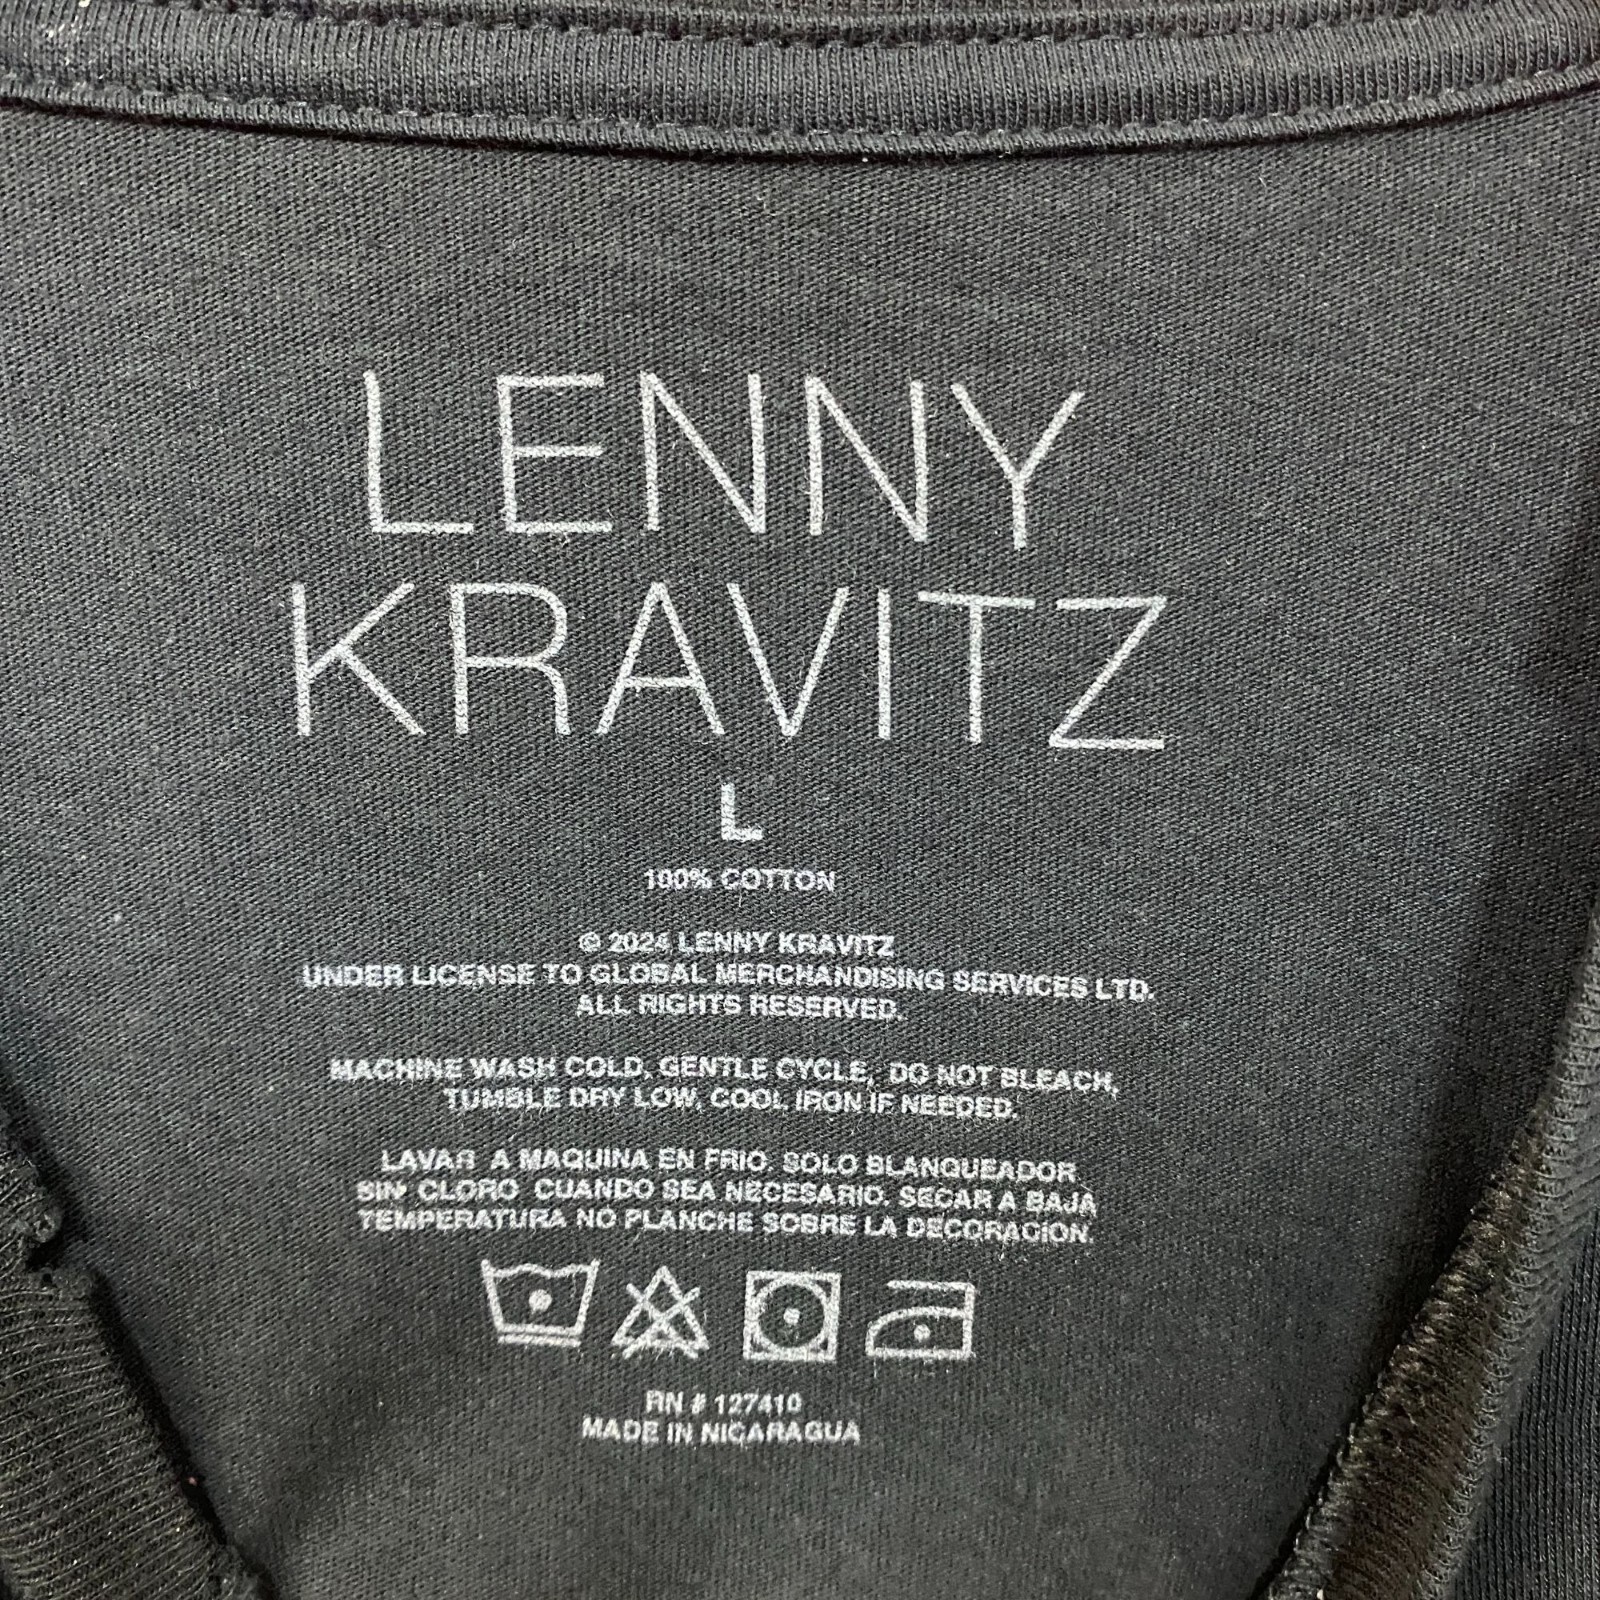 LENNY
KRAVITZ
L
100% COTTON
© 2024 LENNY KRAVITZ
UNDER LICENSE TO GLOBAL MERCHANDISING SERVICES LTD.
ALL RIGHTS RESERVED.
MACHINE WASH COLD, GENTLE CYCLE, DO NOT BLEACH,
TUMBLE DRY LOW, COOL IRON IF NEEDED.
LAVAR A MAQUINA EN FRIO. SOLO BLANQUEADOR
SIN CLORO CUANDO SEA NECESARIO. SECAR A BAJA
TEMPERATURA NO PLANCHE SOBRE LA DECORACION.
RN # 127410
MADE IN NICARAGUA